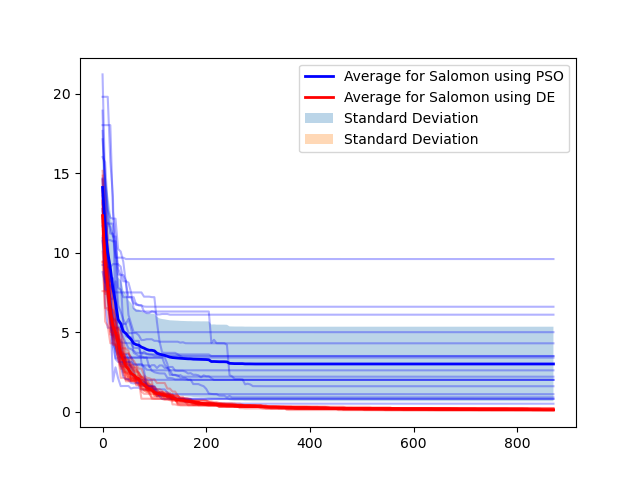 Average for Salomon using PSO
Average for Salomon using DE
Standard Deviation
Standard Deviation
20
15
10
5
0
0 200 400 600 800